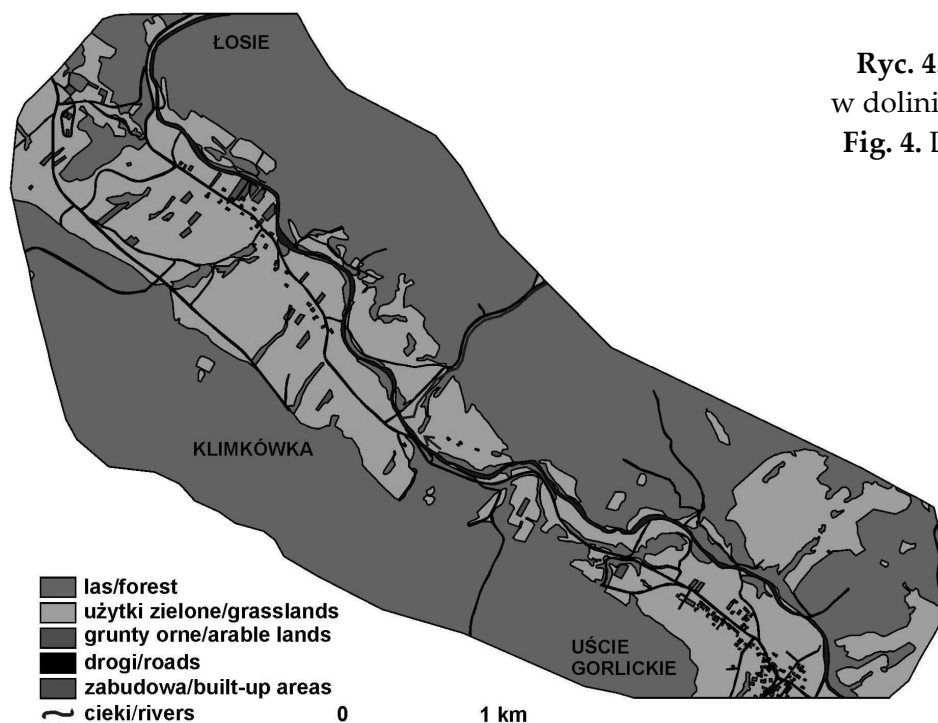 ŁOSIE
Ryc. 4.
w dolini
Fig. 4. D
KLIMKÓWKA
las/forest
użytki zielone/grasslands
grunty orne/arable lands
drogi/roads
zabudowa/built-up areas
cieki/rivers
UŚCIE
GORLICKIE
0 1 km